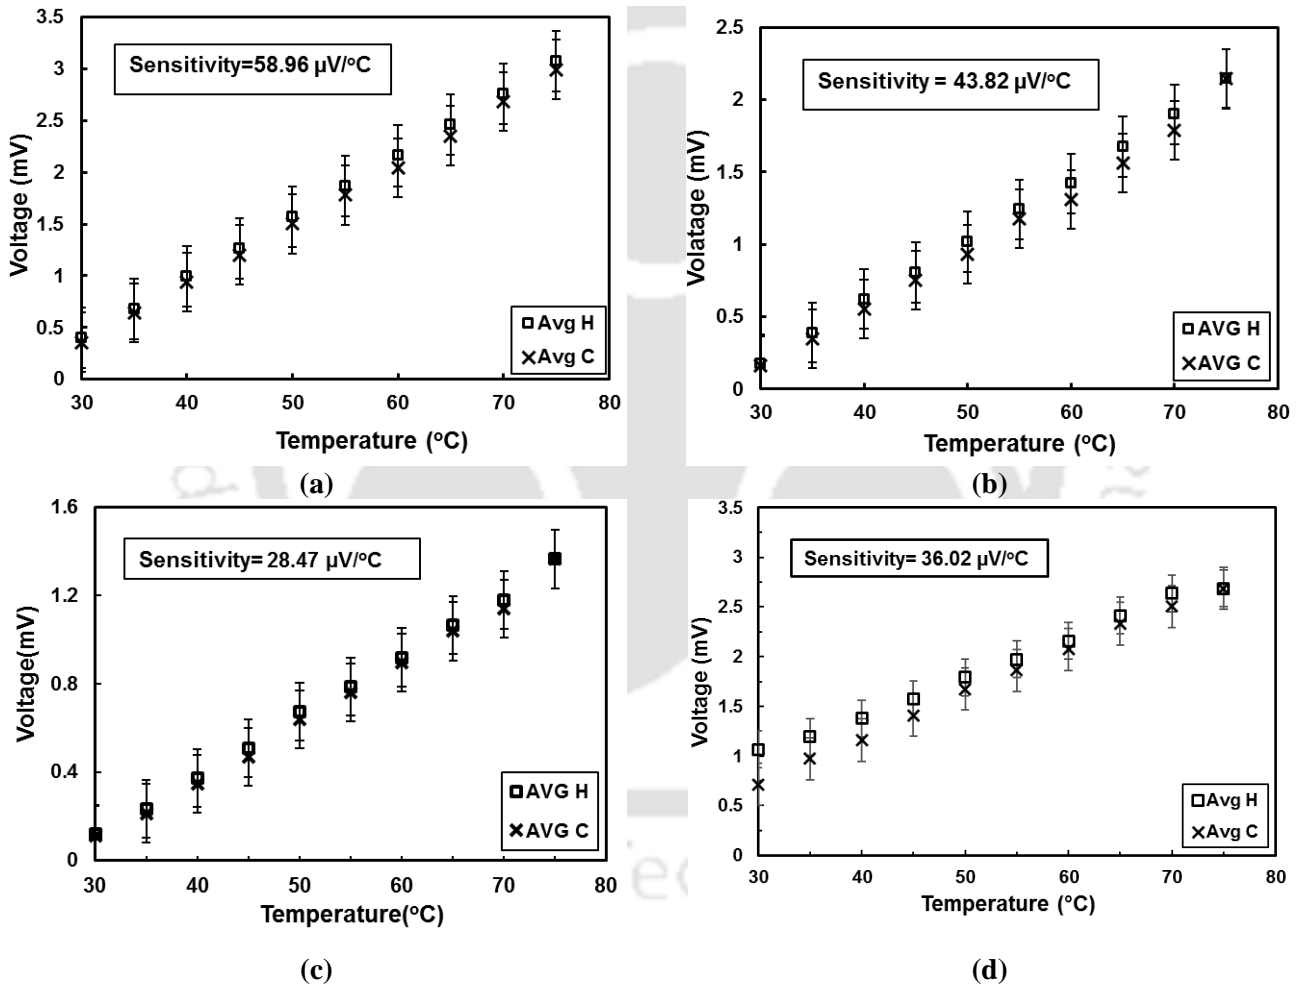 3.5
3
2.5
2
1.5
1
0.5
0
Voltage (mV)
Sensitivity=58.96 µV/°C
Avg H
Avg C
30 40 50 60 70 80
Temperature (°C)
(a)
2.5
2
1.5
1
0.5
0
Volatage (mV)
Sensitivity = 43.82 µV/°C
AVG H
AVG C
30 40 50 60 70 80
Temperature (°C)
(b)
1.6
1.2
0.8
0.4
0
Voltage(mV)
Sensitivity= 28.47 µV/°C
AVG H
AVG C
30 40 50 60 70 80
Temperature(°C)
(c)
3.5
3
2.5
2
1.5
1
0.5
0
Voltage (mV)
Sensitivity= 36.02 µV/°C
Avg H
Avg C
30 40 50 60 70 80
Temperature (°C)
(d)